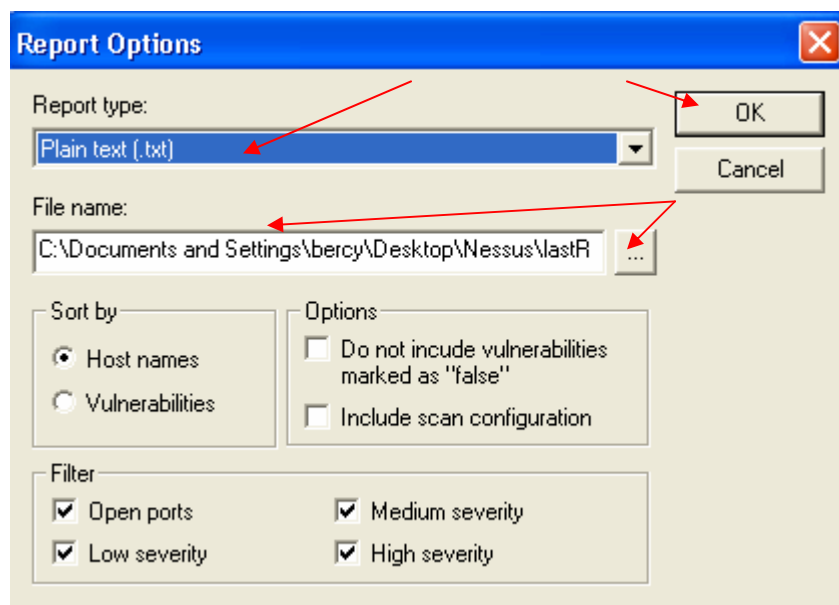 Report Options
Report type:
OK
Plain text (.txt)
Cancel
File name:
C:\Documents and Settings\bercy\Desktop\Nessus\lastR
...
Sort by
Options
Host names
Do not incude vulnerabilities
marked as "false"
Vulnerabilities
Include scan configuration
Filter
Open ports
Medium severity
Low severity
High severity